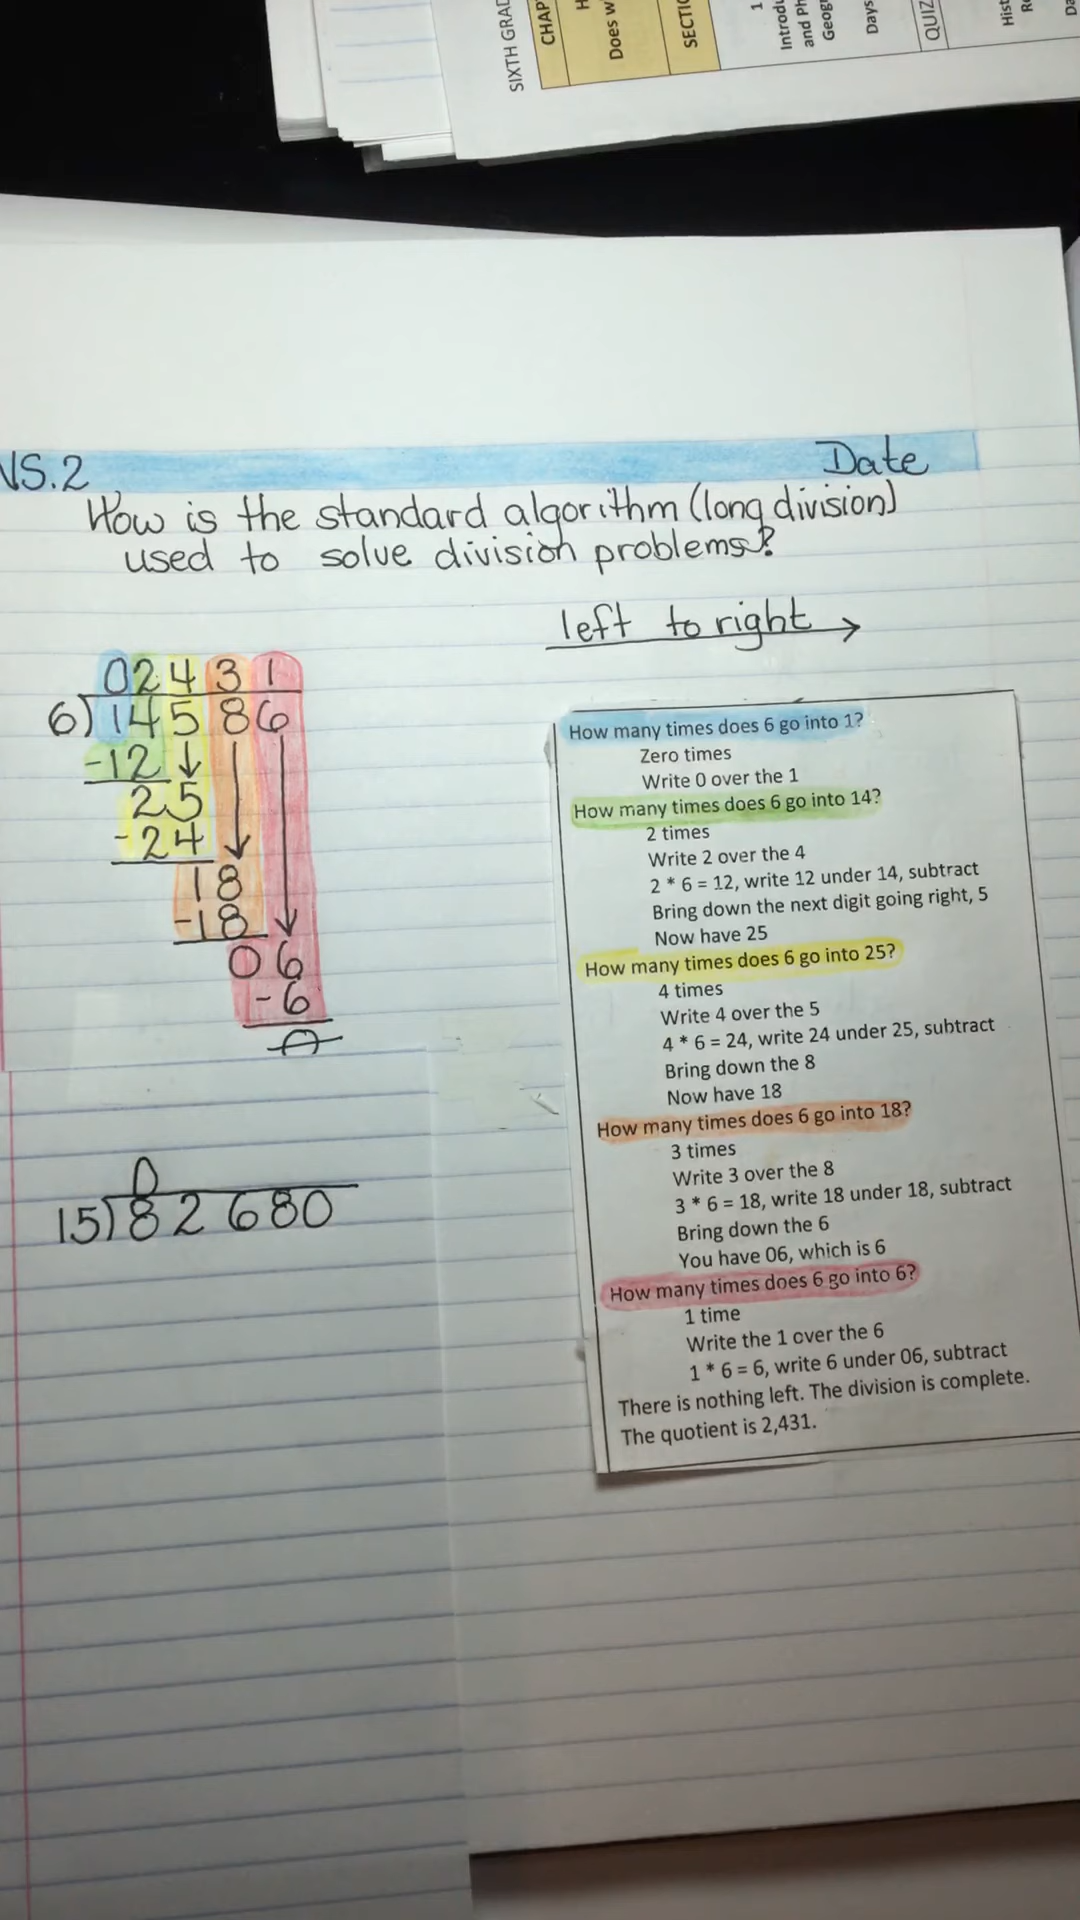 SIXTH GRAD
CHAP
H
Does w
SECTIO
1
Introdu
and Ph
Geogr
Days
QUIZ
Hist
Re
Da
NS.2
Date
How is the standard algorithm (long division)
used to solve division problems?
left to right →
02431
6)14586
-12
25
-24
18
-18
06
-6
0
0
15)82680
How many times does 6 go into 1?
Zero times
Write 0 over the 1
How many times does 6 go into 14?
2 times
Write 2 over the 4
2 * 6 = 12, write 12 under 14, subtract
Bring down the next digit going right, 5
Now have 25
How many times does 6 go into 25?
4 times
Write 4 over the 5
4 * 6 = 24, write 24 under 25, subtract
Bring down the 8
Now have 18
How many times does 6 go into 18?
3 times
Write 3 over the 8
3 * 6 = 18, write 18 under 18, subtract
Bring down the 6
You have 06, which is 6
How many times does 6 go into 6?
1 time
Write the 1 over the 6
1 * 6 = 6, write 6 under 06, subtract
There is nothing left. The division is complete.
The quotient is 2,431.